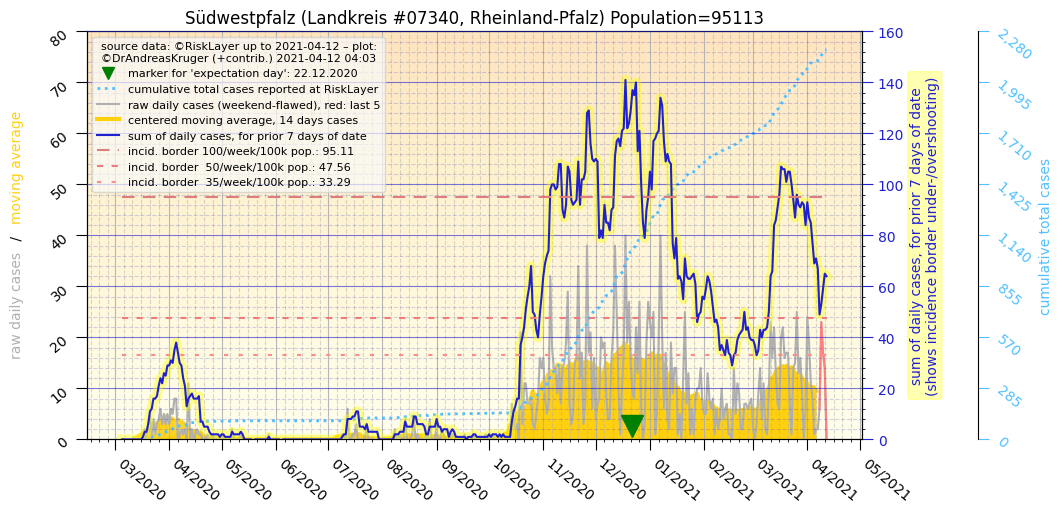 Südwestpfalz (Landkreis #07340, Rheinland-Pfalz) Population=95113
source data: ©RiskLayer up to 2021-04-12 – plot:
©DrAndreasKruger (+contrib.) 2021-04-12 04:03
marker for 'expectation day': 22.12.2020
cumulative total cases reported at RiskLayer
raw daily cases (weekend-flawed), red: last 5
centered moving average, 14 days cases
sum of daily cases, for prior 7 days of date
incid. border 100/week/100k pop.: 95.11
incid. border  50/week/100k pop.: 47.56
incid. border  35/week/100k pop.: 33.29
raw daily cases  /  moving average
80
70
60
50
40
30
20
10
0
160
140
120
100
80
60
40
20
0
sum of daily cases, for prior 7 days of date
(shows incidence border under-/overshooting)
2,280
1,995
1,710
1,425
1,140
855
570
285
0
cumulative total cases
03/2020
04/2020
05/2020
06/2020
07/2020
08/2020
09/2020
10/2020
11/2020
12/2020
01/2021
02/2021
03/2021
04/2021
05/2021